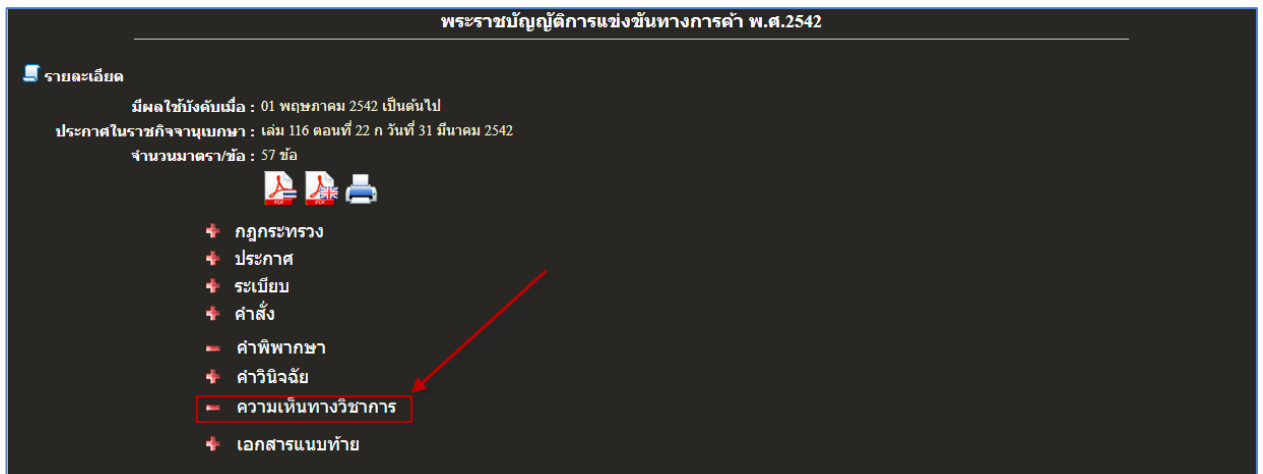 พระราชบัญญัติการแข่งขันทางการค้า พ.ศ.2542
รายละเอียด
มีผลใช้บังคับเมื่อ : 01 พฤษภาคม 2542 เป็นต้นไป
ประกาศในราชกิจจานุเบกษา : เล่ม 116 ตอนที่ 22 ก วันที่ 31 มีนาคม 2542
จำนวนมาตรา/ข้อ : 57 ข้อ
PDF PDF
กฎกระทรวง
ประกาศ
ระเบียบ
คำสั่ง
คำพิพากษา
คำวินิจฉัย
ความเห็นทางวิชาการ
เอกสารแนบท้าย